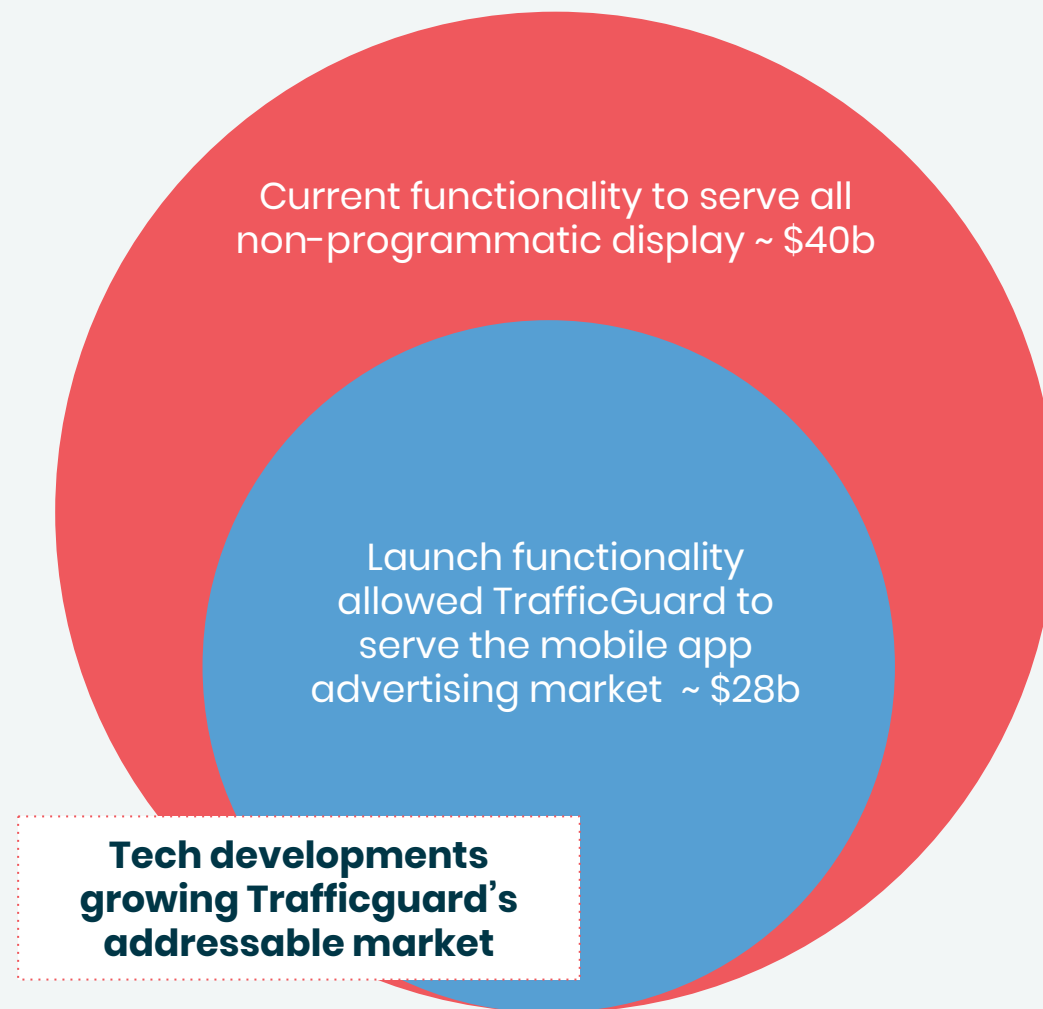 Current functionality to serve all
non-programmatic display ~ $40b
Launch functionality
allowed TrafficGuard to
serve the mobile app
advertising market ~ $28b
Tech developments
growing Trafficguard’s
addressable market